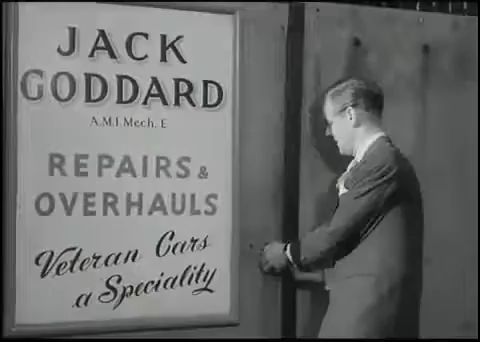 JACK
GODDARD
A.M.I.Mech.E
REPAIRS &
OVERHAULS
Veteran Cars
a Speciality